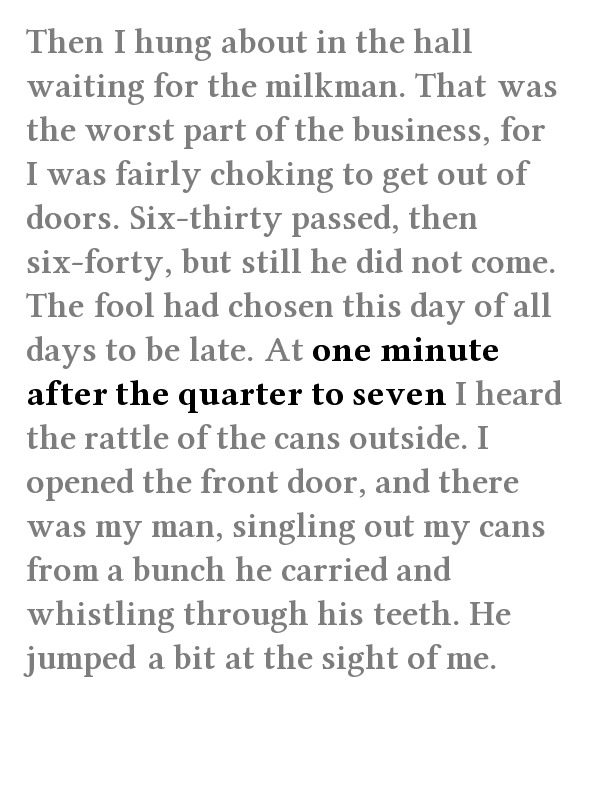 Then I hung about in the hall
waiting for the milkman. That was
the worst part of the business, for
I was fairly choking to get out of
doors. Six-thirty passed, then
six-forty, but still he did not come.
The fool had chosen this day of all
days to be late. At one minute
after the quarter to seven I heard
the rattle of the cans outside. I
opened the front door, and there
was my man, singling out my cans
from a bunch he carried and
whistling through his teeth. He
jumped a bit at the sight of me.